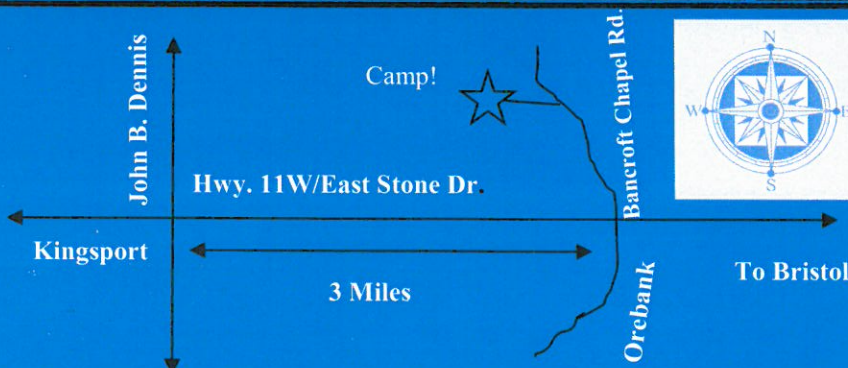 John B. Dennis
Camp!
Bancroft Chapel Rd.
N
W
E
S
Hwy. 11W/East Stone Dr.
Kingsport
3 Miles
Orebank
To Bristol